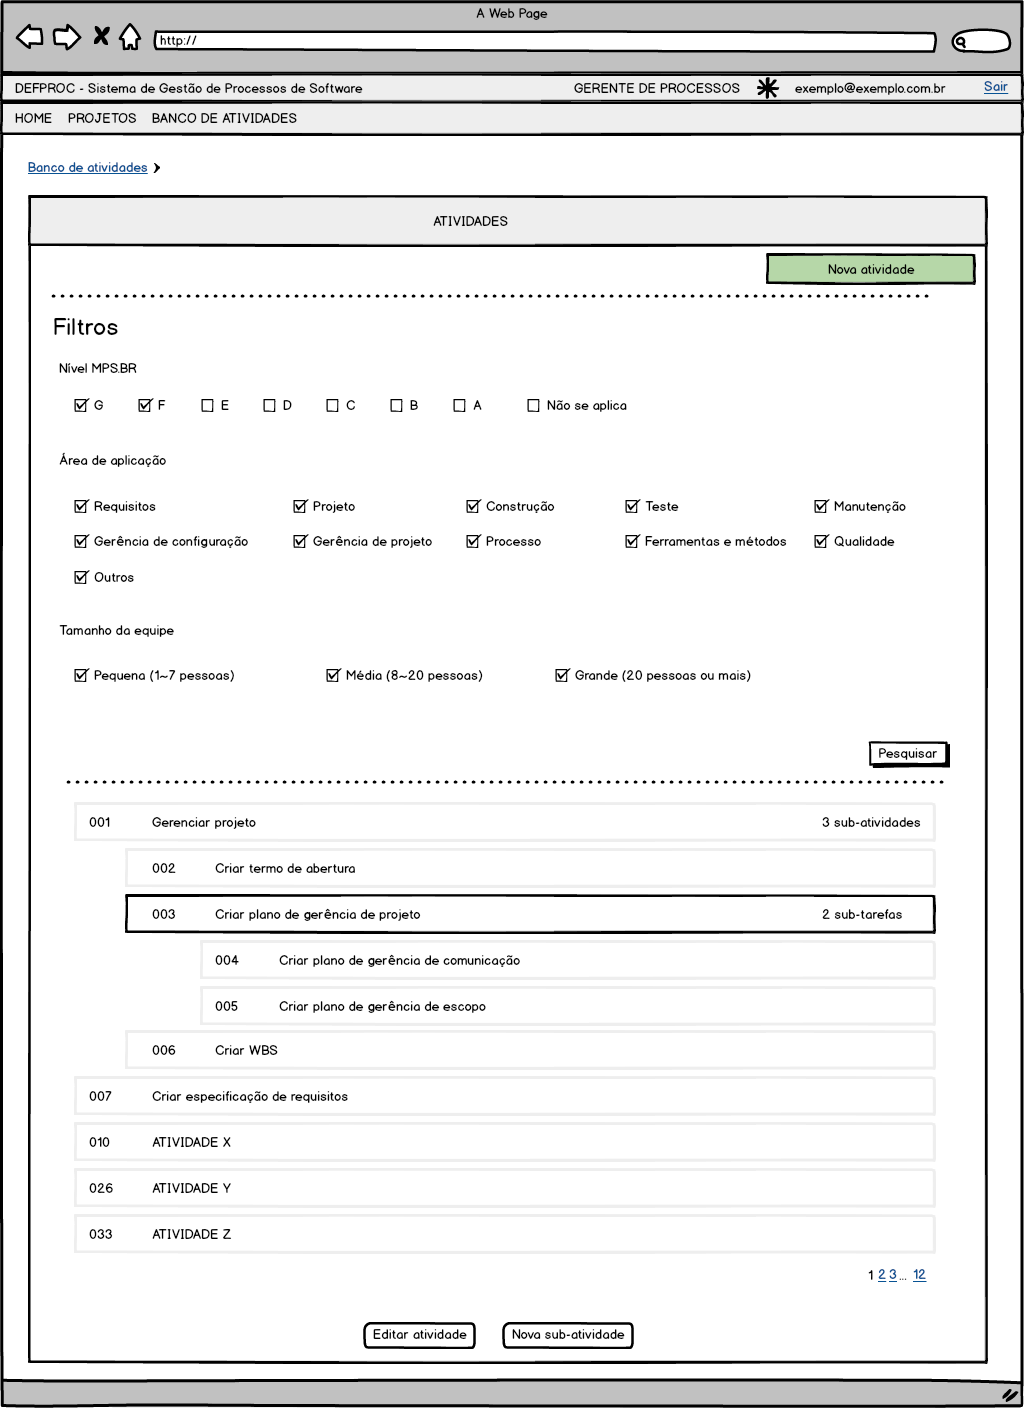 A Web Page
http://
DEFPROC - Sistema de Gestão de Processos de Software GERENTE DE PROCESSOS exemplo@exemplo.com.br Sair
HOME PROJETOS BANCO DE ATIVIDADES
Banco de atividades
ATIVIDADES
Nova atividade
Filtros
Nível MPS.BR
G F E D C B A Não se aplica
Área de aplicação
Requisitos Projeto Construção Teste Manutenção
Gerência de configuração Gerência de projeto Processo Ferramentas e métodos Qualidade
Outros
Tamanho da equipe
Pequena (1~7 pessoas) Média (8~20 pessoas) Grande (20 pessoas ou mais)
Pesquisar
001 Gerenciar projeto 3 sub-atividades
002 Criar termo de abertura
003 Criar plano de gerência de projeto 2 sub-tarefas
004 Criar plano de gerência de comunicação
005 Criar plano de gerência de escopo
006 Criar WBS
007 Criar especificação de requisitos
010 ATIVIDADE X
026 ATIVIDADE Y
033 ATIVIDADE Z
1 2 3 ... 12
Editar atividade Nova sub-atividade